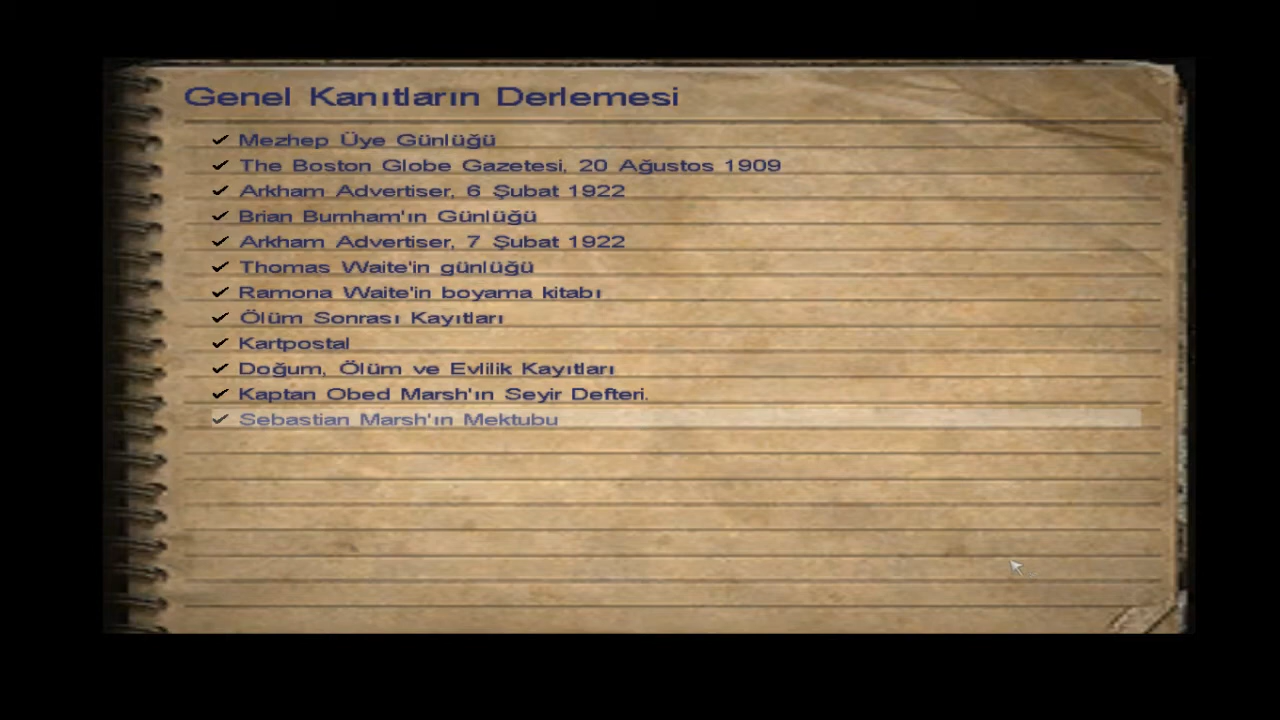 Genel Kanıtların Derlemesi
Mezhep Üye Günlüğü
The Boston Globe Gazetesi, 20 Ağustos 1909
Arkham Advertiser, 6 Şubat 1922
Brian Burnham'ın Günlüğü
Arkham Advertiser, 7 Şubat 1922
Thomas Waite'in günlüğü
Ramona Waite'in boyama kitabı
Ölüm Sonrası Kayıtları
Kartpostal
Doğum, Ölüm ve Evlilik Kayıtları
Kaptan Obed Marsh'ın Seyir Defteri.
Sebastian Marsh'ın Mektubu